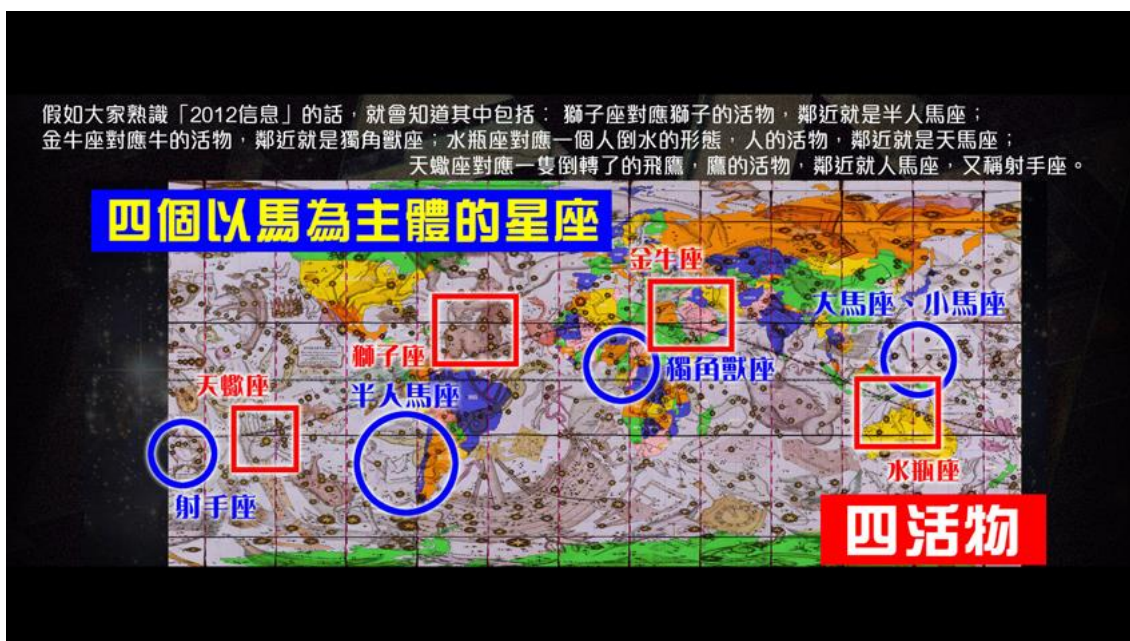 假如大家熟識「2012信息」的話，就會知道其中包括： 獅子座對應獅子的活物，鄰近就是半人馬座；
金牛座對應牛的活物，鄰近就是獨角獸座；水瓶座對應一個人倒水的形態，人的活物，鄰近就是天馬座；
天蠍座對應一隻倒轉了的飛鷹，鷹的活物，鄰近就人馬座，又稱射手座。
四個以馬為主體的星座
金牛座
天馬座、小馬座
獅子座
獨角獸座
天蠍座
半人馬座
水瓶座
射手座
四活物